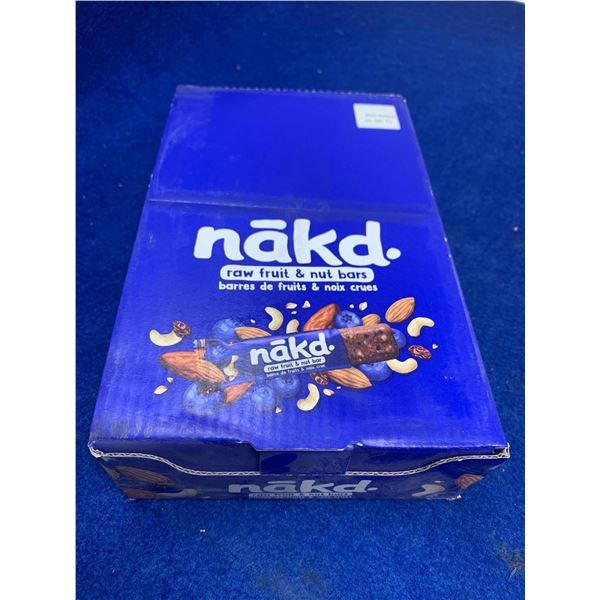 nākd.
raw fruit & nut bars
barres de fruits & noix crues
nākd.
raw fruit & nut bar
barre de fruits & noix crue
nākd.
raw fruit & nut bars